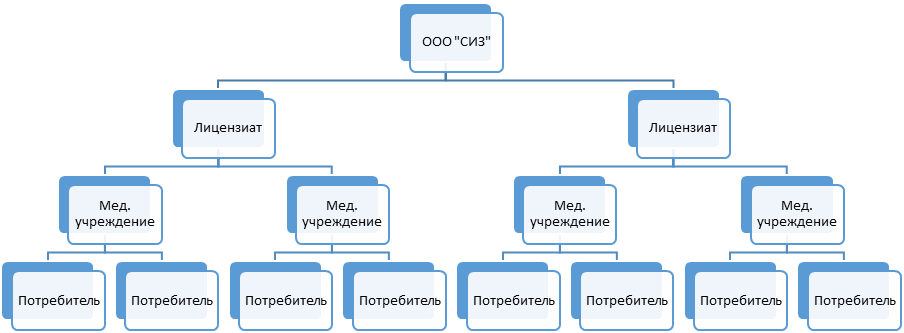 ООО "СИЗ"
Лицензиат
Лицензиат
Мед.
учреждение
Мед.
учреждение
Мед.
учреждение
Мед.
учреждение
Потребитель
Потребитель
Потребитель
Потребитель
Потребитель
Потребитель
Потребитель
Потребитель